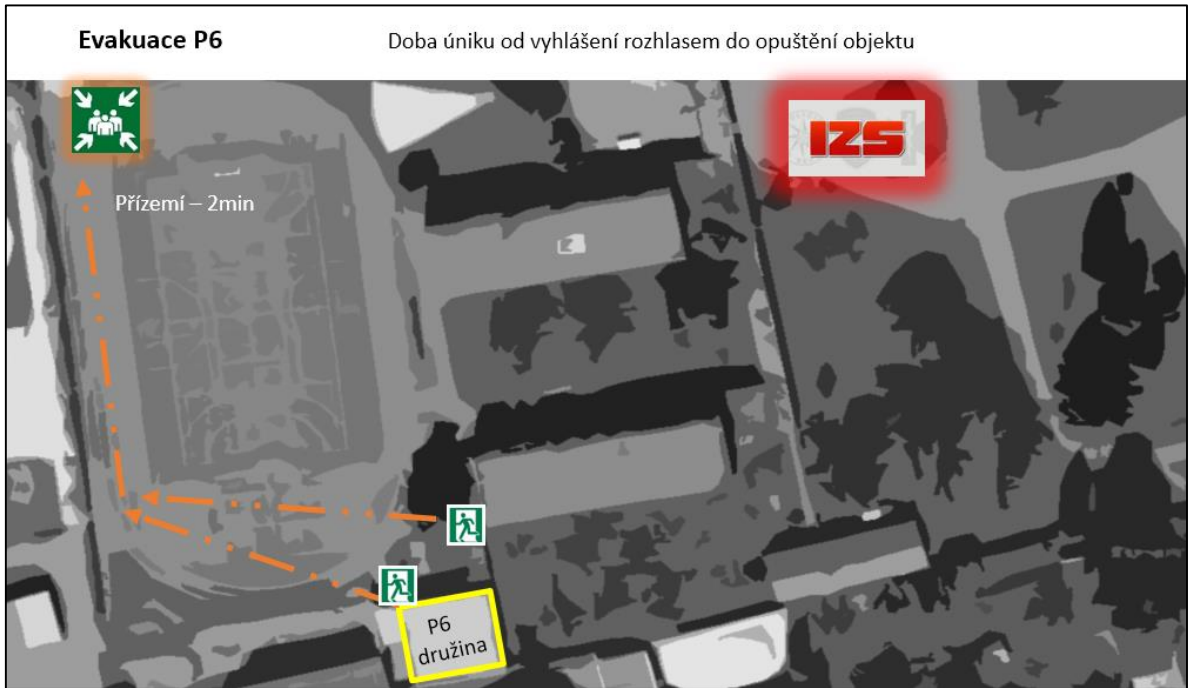 Evakuace P6
Doba úniku od vyhlášení rozhlasem do opuštění objektu
IZS
Přízemí – 2min
P6
družina